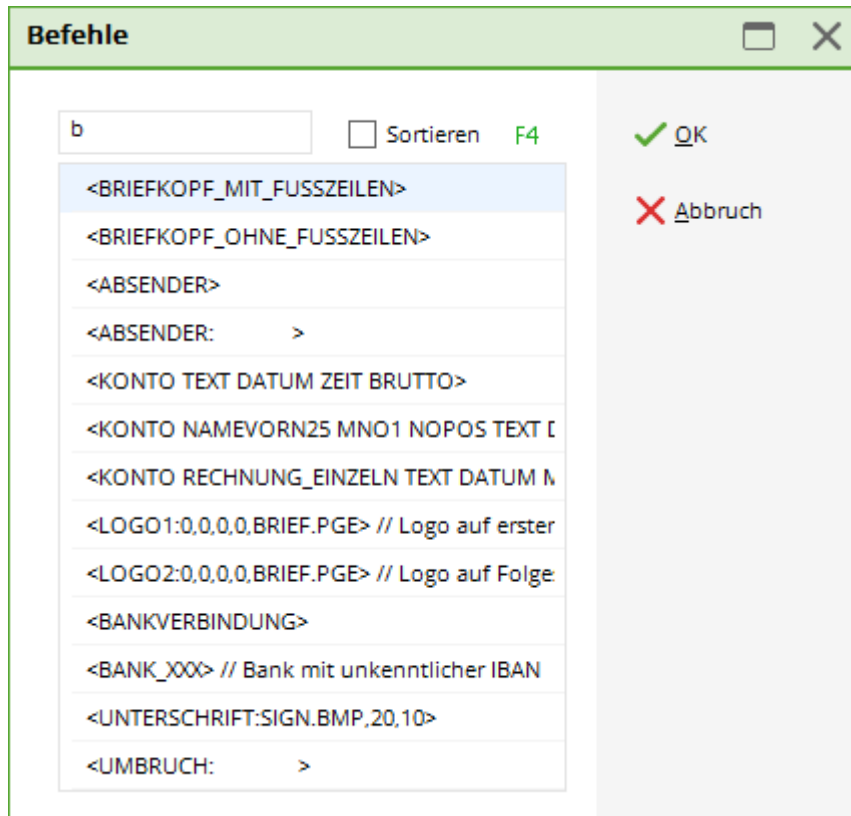 Befehle
b
Sortieren F4
OK
Abbruch
<BRIEFKOPF_MIT_FUSSZEILEN>
<BRIEFKOPF_OHNE_FUSSZEILEN>
<ABSENDER>
<ABSENDER: >
<KONTO TEXT DATUM ZEIT BRUTTO>
<KONTO NAMEVORN25 MNO1 NOPOS TEXT
<KONTO RECHNUNG_EINZELN TEXT DATUM
<LOGO1:0,0,0,0,BRIEF.PGE> // Logo auf erster
<LOGO2:0,0,0,0,BRIEF.PGE> // Logo auf Folge
<BANKVERBINDUNG>
<BANK_XXX> // Bank mit unkenntlicher IBAN
<UNTERSCHRIFT:SIGN.BMP,20,10>
<UMBRUCH: >